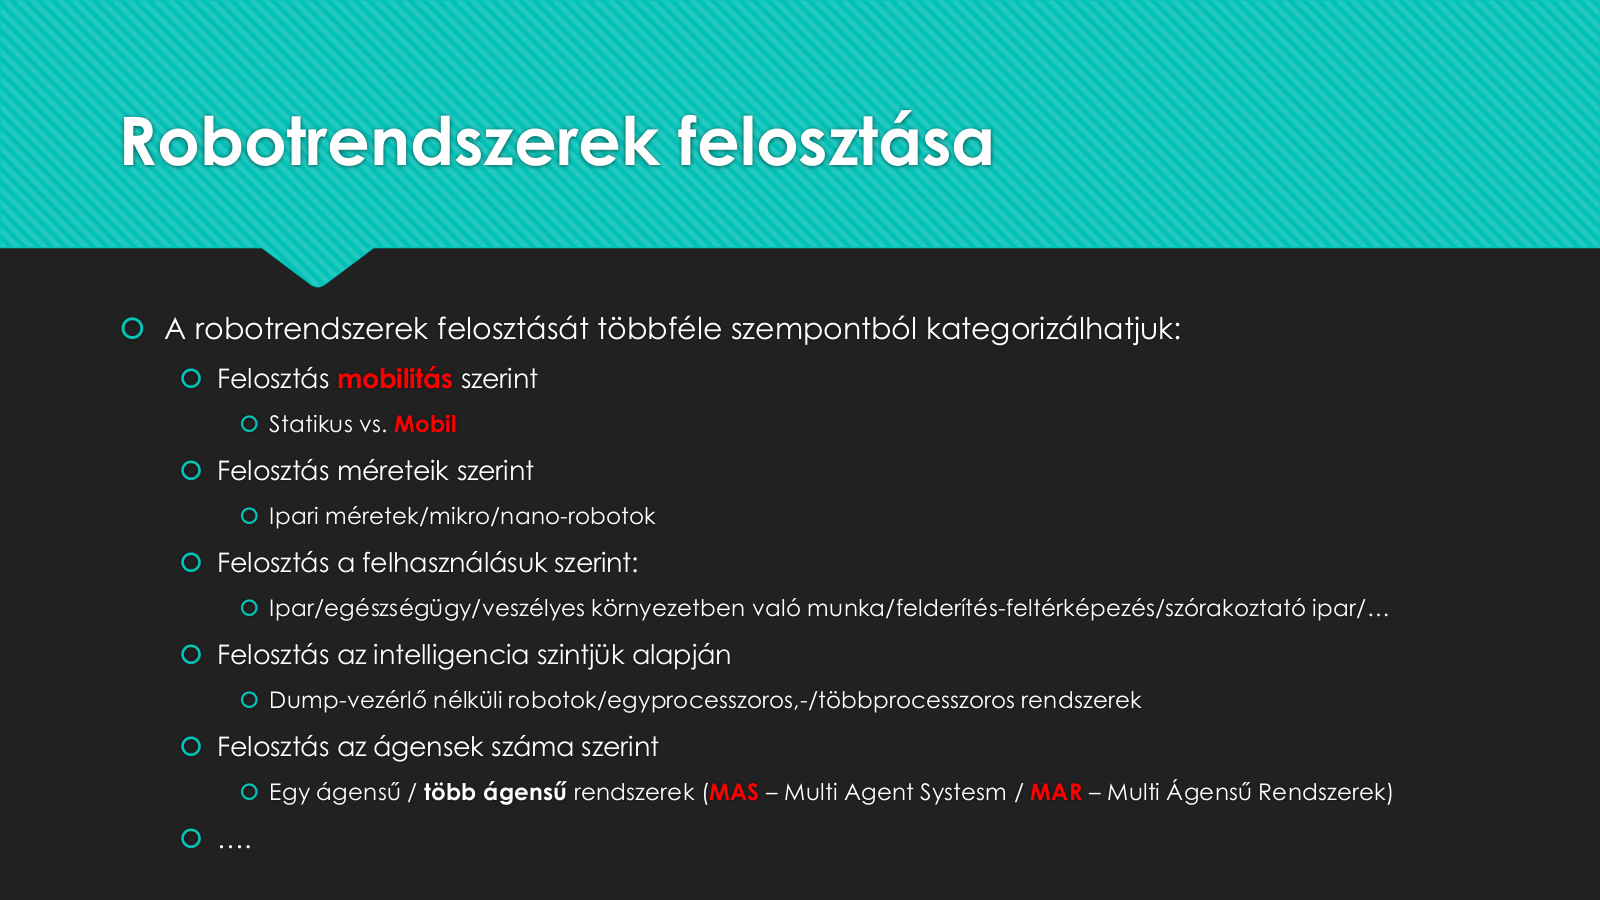 Robotrendszerek felosztása
A robotrendszerek felosztását többféle szempontból kategorizálhatjuk:
Felosztás mobilitás szerint
Statikus vs. Mobil
Felosztás méreteik szerint
Ipari méretek/mikro/nano-robotok
Felosztás a felhasználásuk szerint:
Ipar/egészségügy/veszélyes környezetben való munka/felderítés-feltérképezés/szórakoztató ipar/…
Felosztás az intelligencia szintjük alapján
Dump-vezérlő nélküli robotok/egyprocesszoros,-/többprocesszoros rendszerek
Felosztás az ágensek száma szerint
Egy ágensű / több ágensű rendszerek (MAS – Multi Agent Systesm / MAR – Multi Ágensű Rendszerek)
….